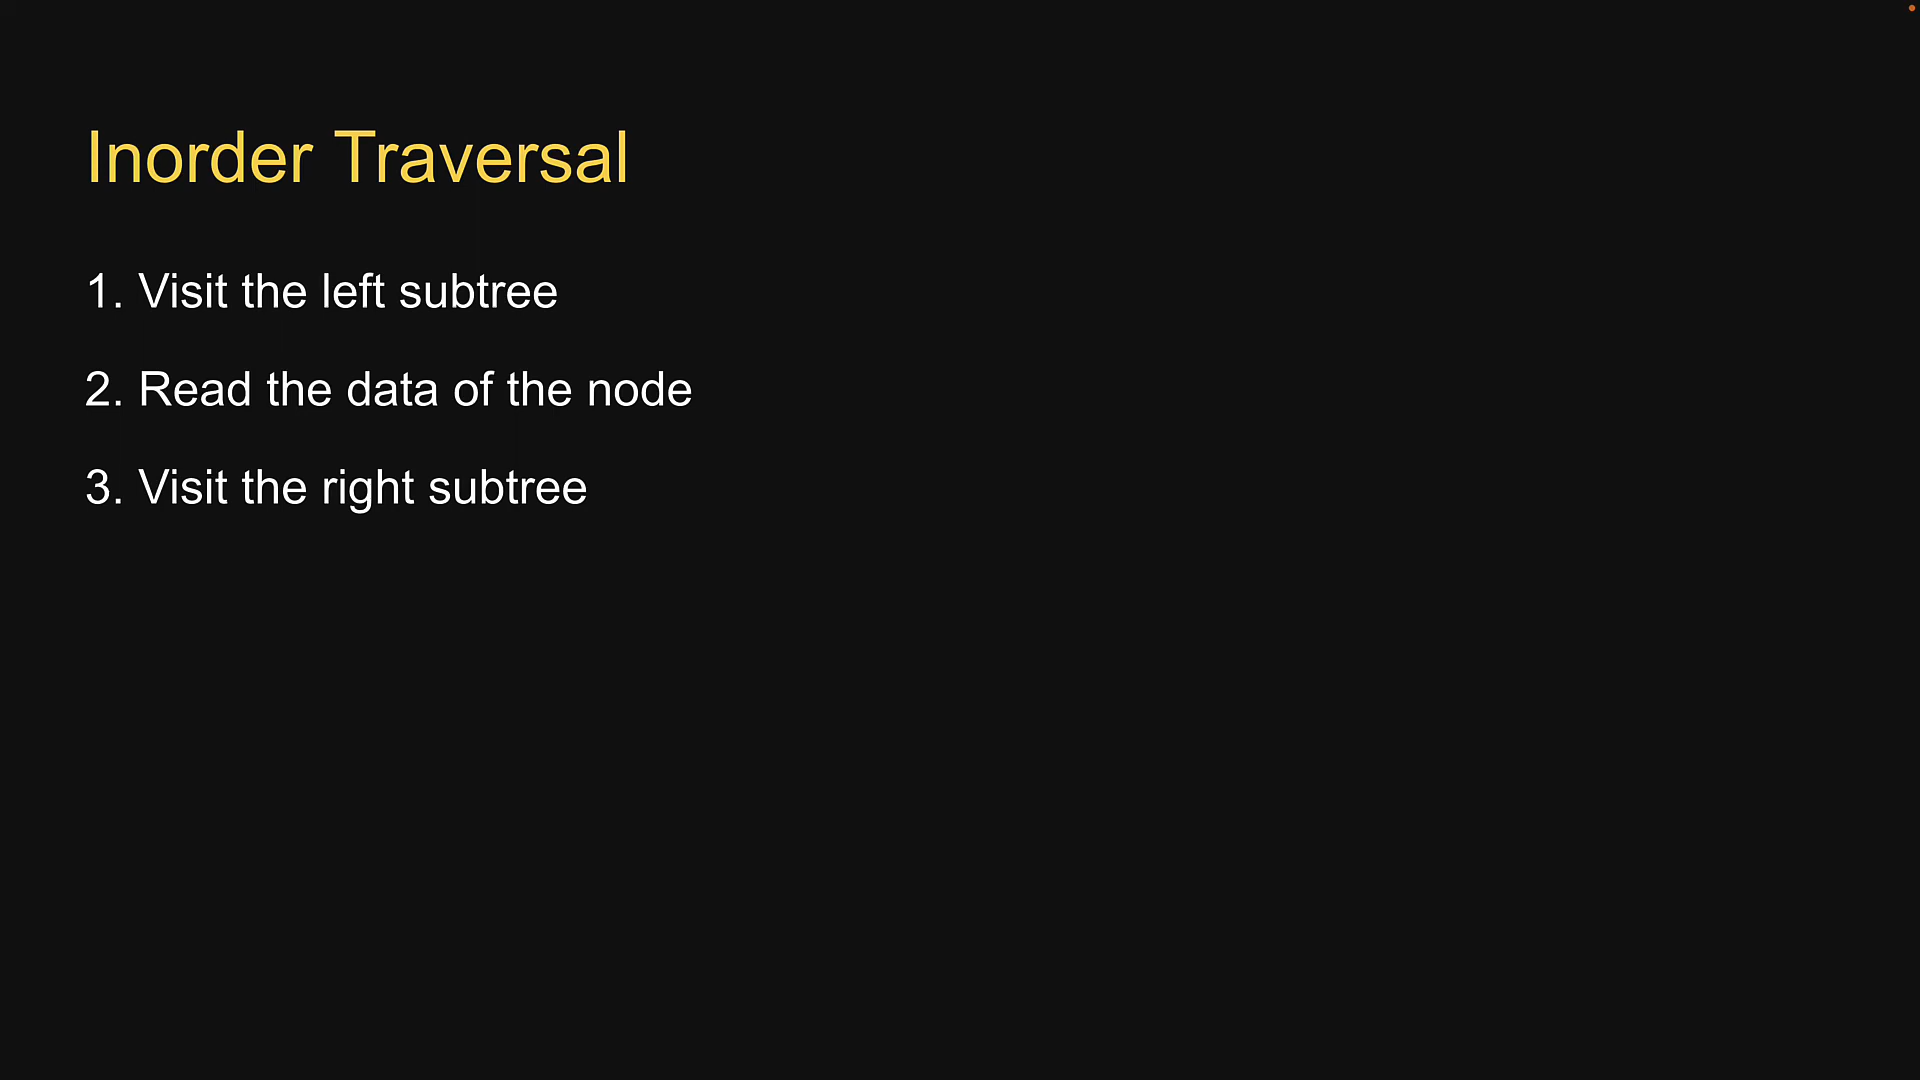 Inorder Traversal
1. Visit the left subtree
2. Read the data of the node
3. Visit the right subtree